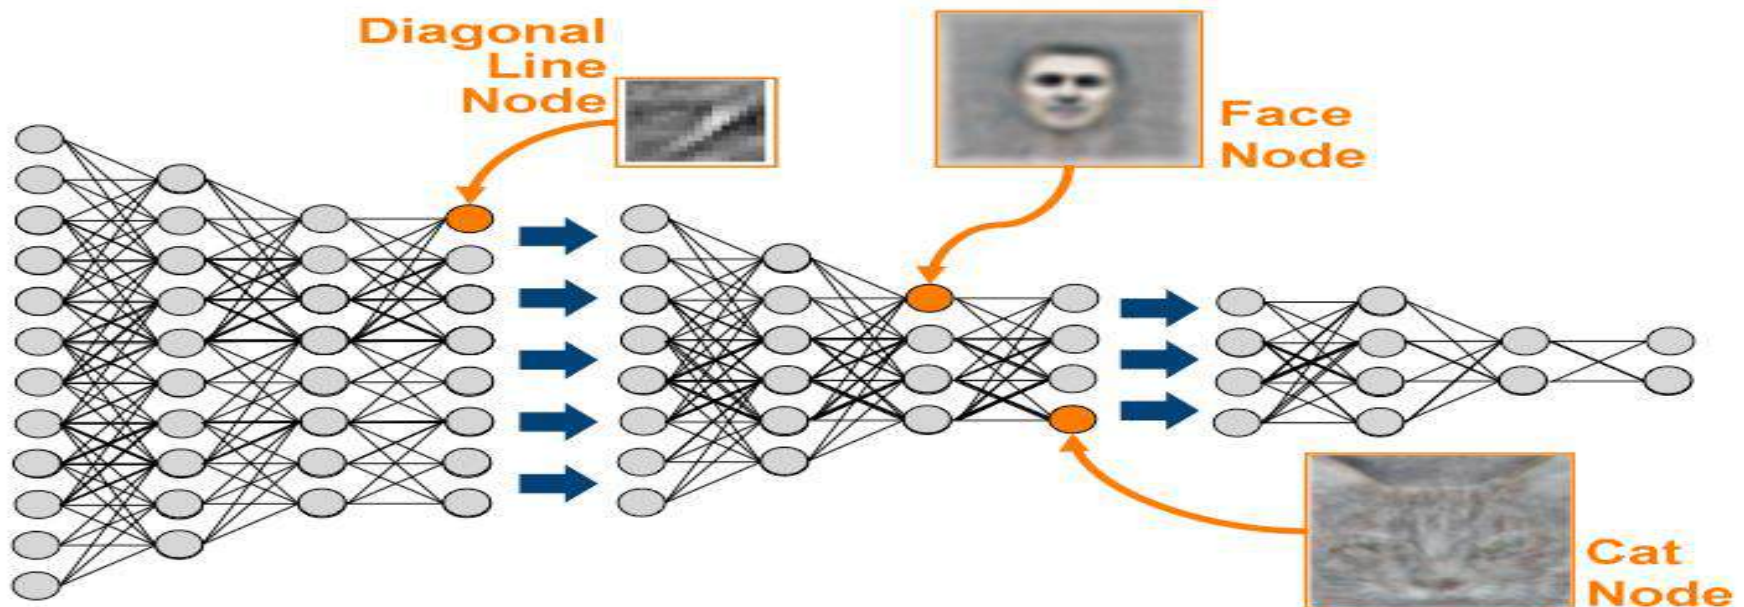 Diagonal
Line
Node
Face
Node
Cat
Node